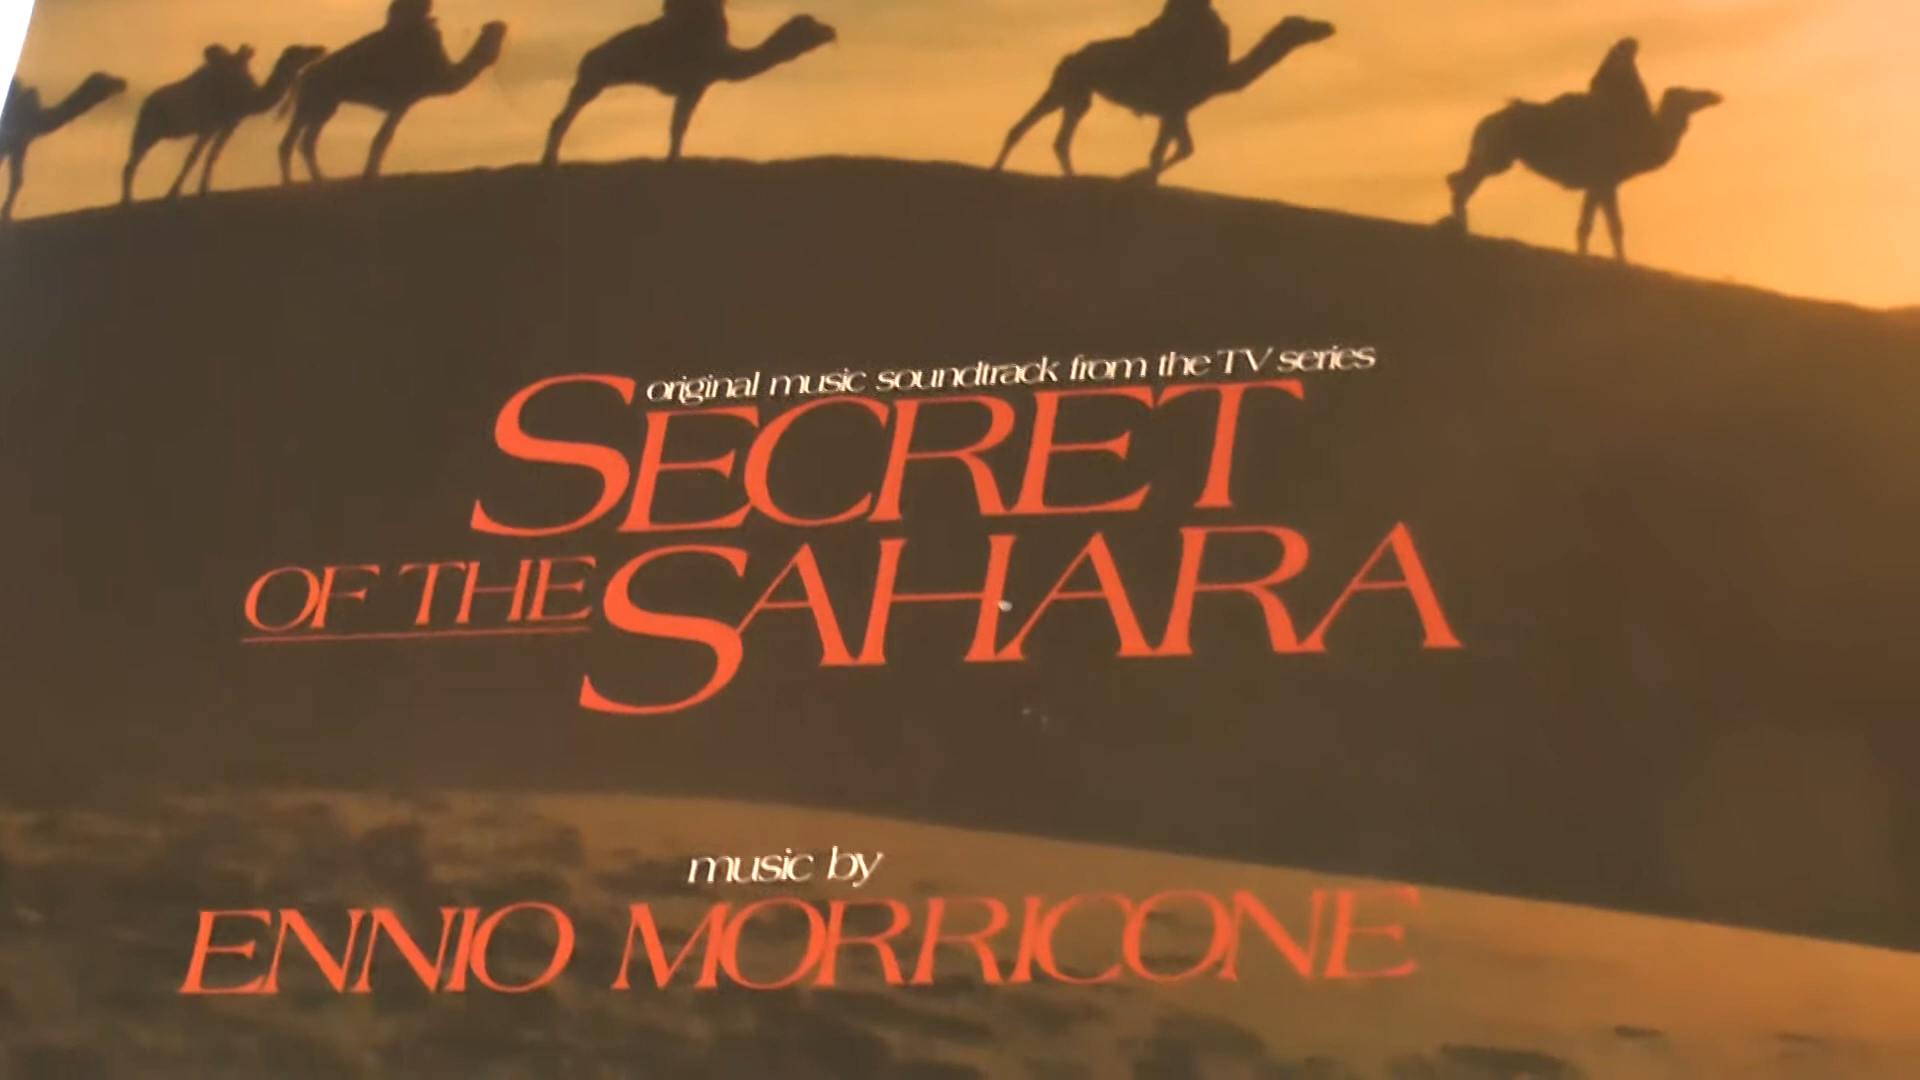 original music soundtrack from the TV series
SECRET
OF THE SAHARA
music by
ENNIO MORRICONE